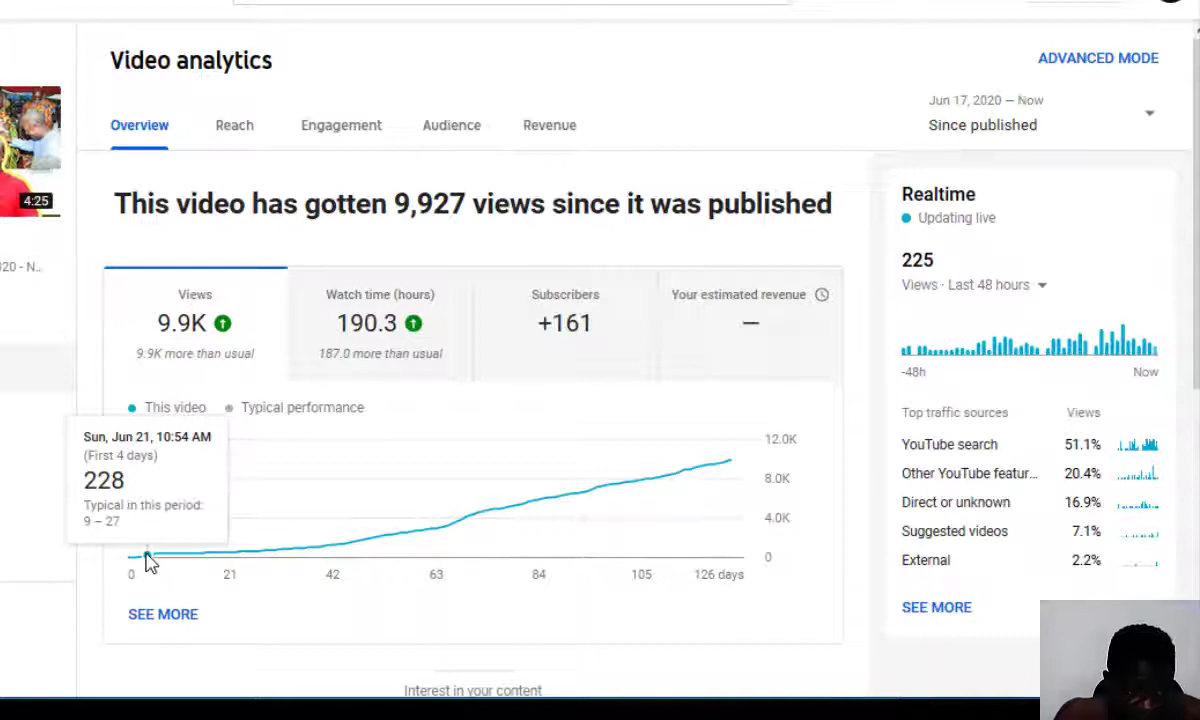 Video analytics
ADVANCED MODE
Jun 17, 2020 – Now
Since published
Overview
Reach
Engagement
Audience
Revenue
4:25
020 - N...
This video has gotten 9,927 views since it was published
Views
9.9K
9.9K more than usual
Watch time (hours)
190.3
187.0 more than usual
Subscribers
+161
Your estimated revenue
—
This video
Typical performance
Sun, Jun 21, 10:54 AM
(First 4 days)
228
Typical in this period:
9 – 27
12.0K
8.0K
4.0K
0
0
21
42
63
84
105
126 days
SEE MORE
Interest in your content
Realtime
Updating live
225
Views · Last 48 hours
-48h
Now
Top traffic sources
Views
YouTube search
51.1%
Other YouTube featur...
20.4%
Direct or unknown
16.9%
Suggested videos
7.1%
External
2.2%
SEE MORE